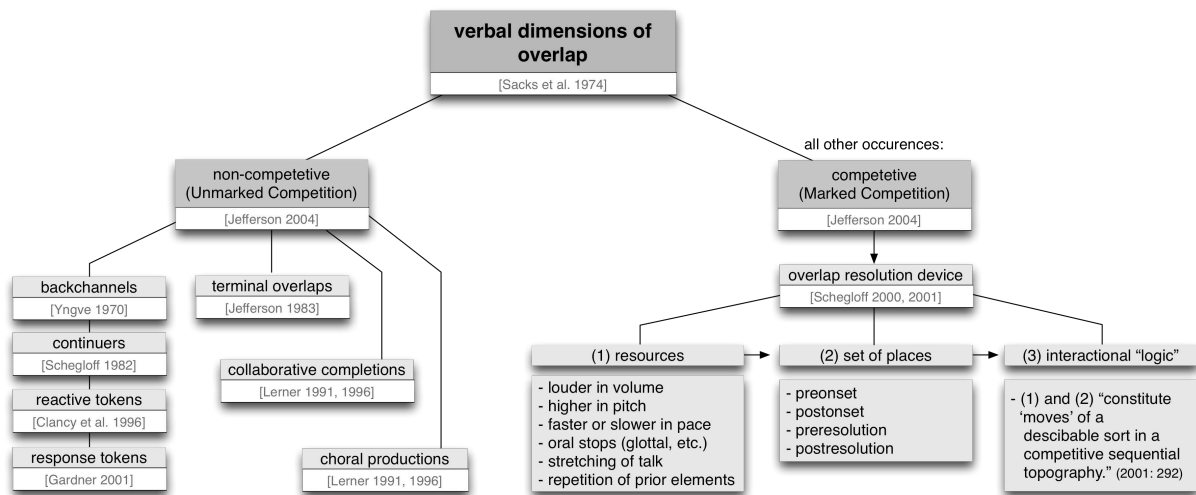 verbal dimensions of
overlap
[Sacks et al. 1974]
all other occurences:
non-competetive
(Unmarked Competition)
[Jefferson 2004]
competetive
(Marked Competition)
[Jefferson 2004]
backchannels
[Yngve 1970]
continuers
[Schegloff 1982]
reactive tokens
[Clancy et al. 1996]
response tokens
[Gardner 2001]
terminal overlaps
[Jefferson 1983]
collaborative completions
[Lerner 1991, 1996]
choral productions
[Lerner 1991, 1996]
overlap resolution device
[Schegloff 2000, 2001]
(1) resources
- louder in volume
- higher in pitch
- faster or slower in pace
- oral stops (glottal, etc.)
- stretching of talk
- repetition of prior elements
(2) set of places
- preonset
- postonset
- preresolution
- postresolution
(3) interactional “logic”
- (1) and (2) “constitute
‘moves’ of a
descibable sort in a
competitive sequential
topography.” (2001: 292)